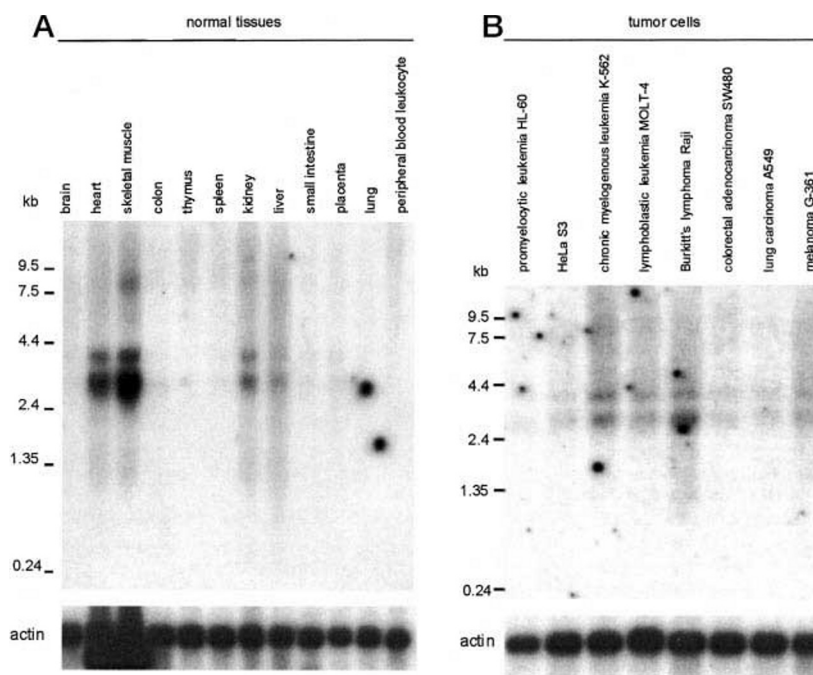 A
normal tissues
kb
brain
heart
skeletal muscle
colon
thymus
spleen
kidney
liver
small intestine
placenta
lung
peripheral blood leukocyte
9.5
7.5
4.4
2.4
1.35
0.24
actin
B
tumor cells
kb
promyelocytic leukemia HL-60
HeLa S3
chronic myelogenous leukemia K-562
lymphoblastic leukemia MOLT-4
Burkitt's lymphoma Raji
colorectal adenocarcinoma SW480
lung carcinoma A549
melanoma G-361
9.5
7.5
4.4
2.4
1.35
0.24
actin